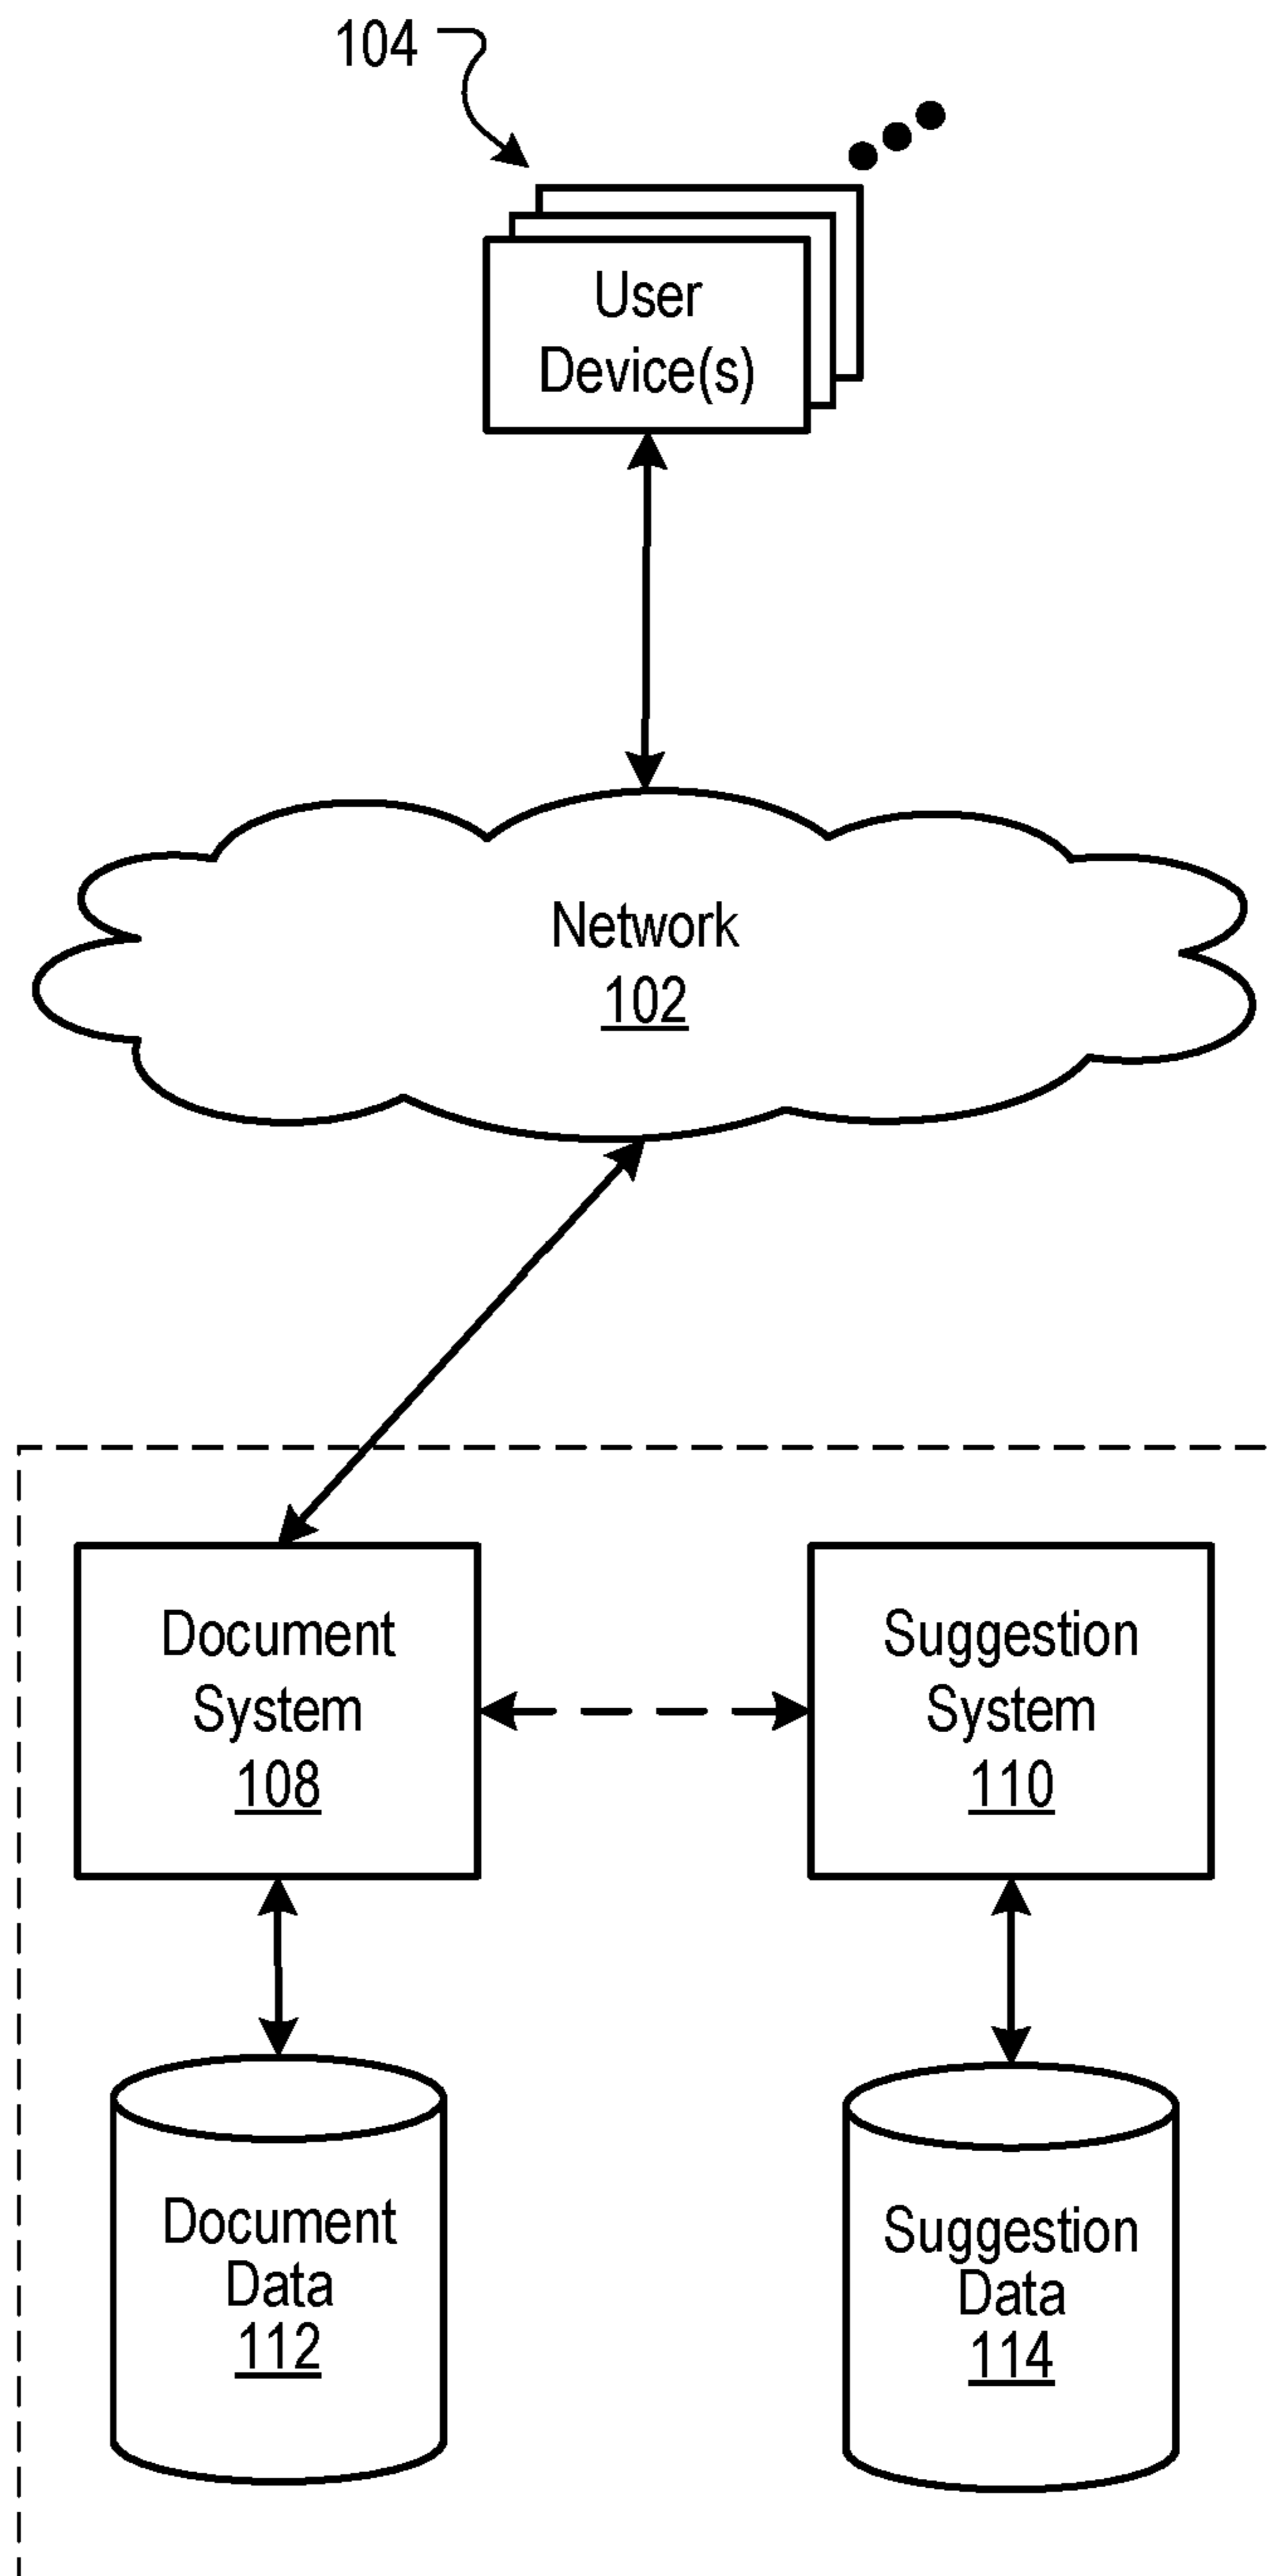 104
User
Device(s)
Network
102
Document
System
108
Suggestion
System
110
Document
Data
112
Suggestion
Data
114